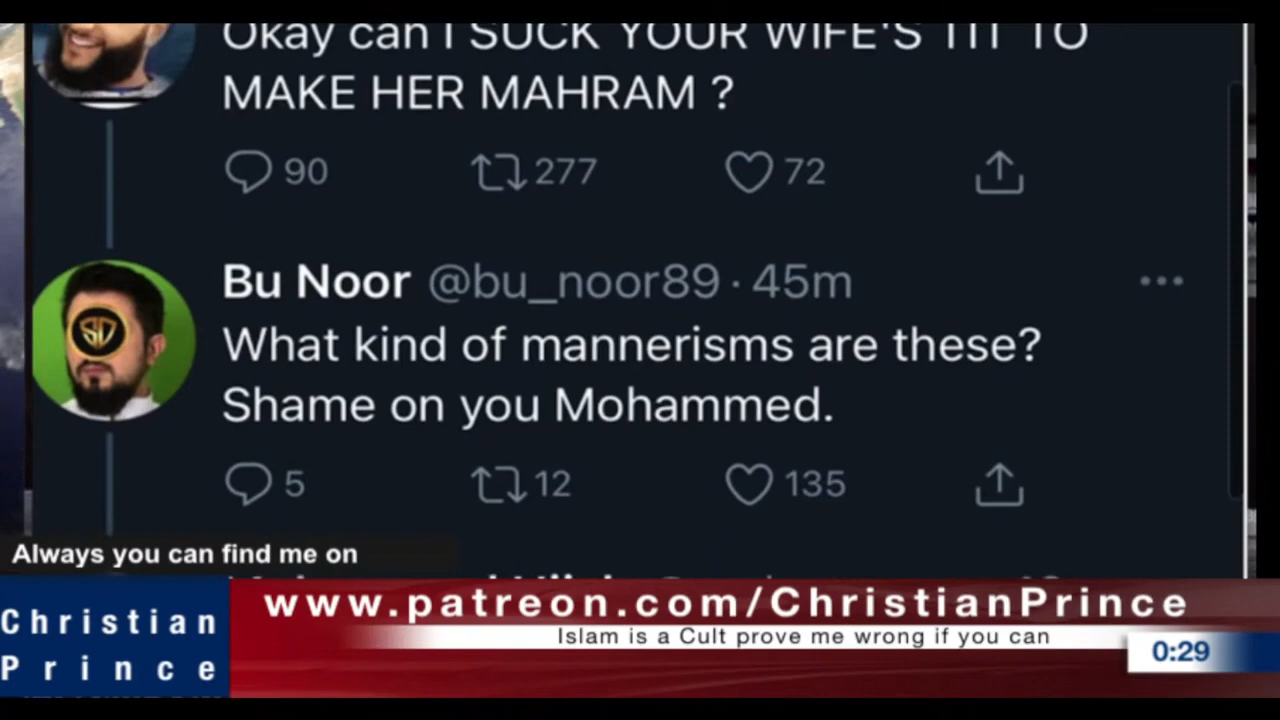 Okay can I SUCK YOUR WIFE'S TIT TO
MAKE HER MAHRAM ?
90 277 72
Bu Noor @bu_noor89 · 45m
What kind of mannerisms are these?
Shame on you Mohammed.
5 12 135
Always you can find me on
www.patreon.com/ChristianPrince
Christian
Prince
Islam is a Cult prove me wrong if you can
0:29